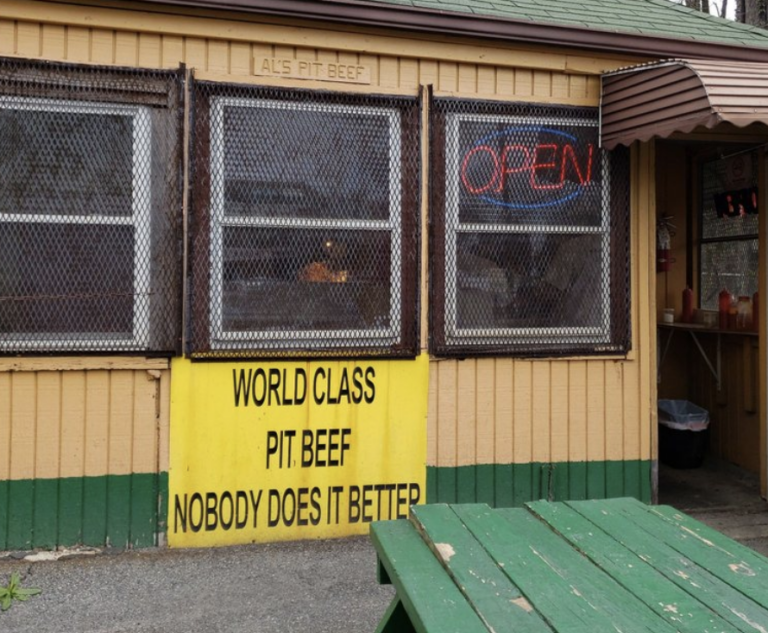 AL'S PIT BEEF
OPEN
WORLD CLASS
PIT BEEF
NOBODY DOES IT BETTER